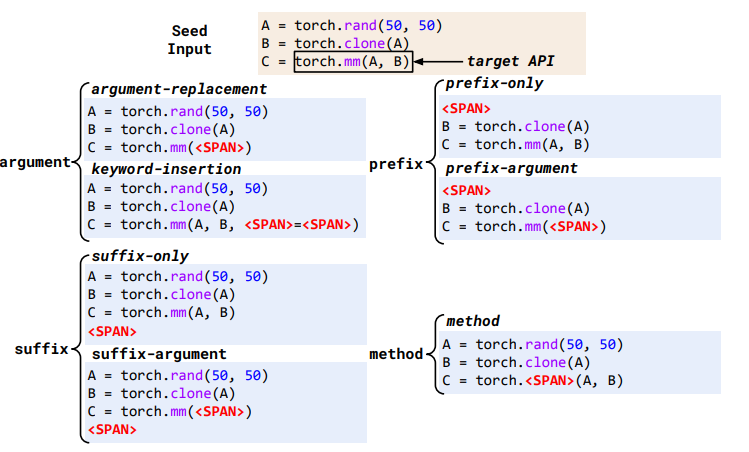 Seed
Input
A = torch.rand(50, 50)
B = torch.clone(A)
C = torch.mm(A, B)
target API
argument
argument-replacement
A = torch.rand(50, 50)
B = torch.clone(A)
C = torch.mm(<SPAN>)
keyword-insertion
A = torch.rand(50, 50)
B = torch.clone(A)
C = torch.mm(A, B, <SPAN>=<SPAN>)
prefix
prefix-only
<SPAN>
B = torch.clone(A)
C = torch.mm(A, B)
prefix-argument
<SPAN>
B = torch.clone(A)
C = torch.mm(<SPAN>)
suffix
suffix-only
A = torch.rand(50, 50)
B = torch.clone(A)
C = torch.mm(A, B)
<SPAN>
suffix-argument
A = torch.rand(50, 50)
B = torch.clone(A)
C = torch.mm(<SPAN>)
<SPAN>
method
method
A = torch.rand(50, 50)
B = torch.clone(A)
C = torch.<SPAN>(A, B)